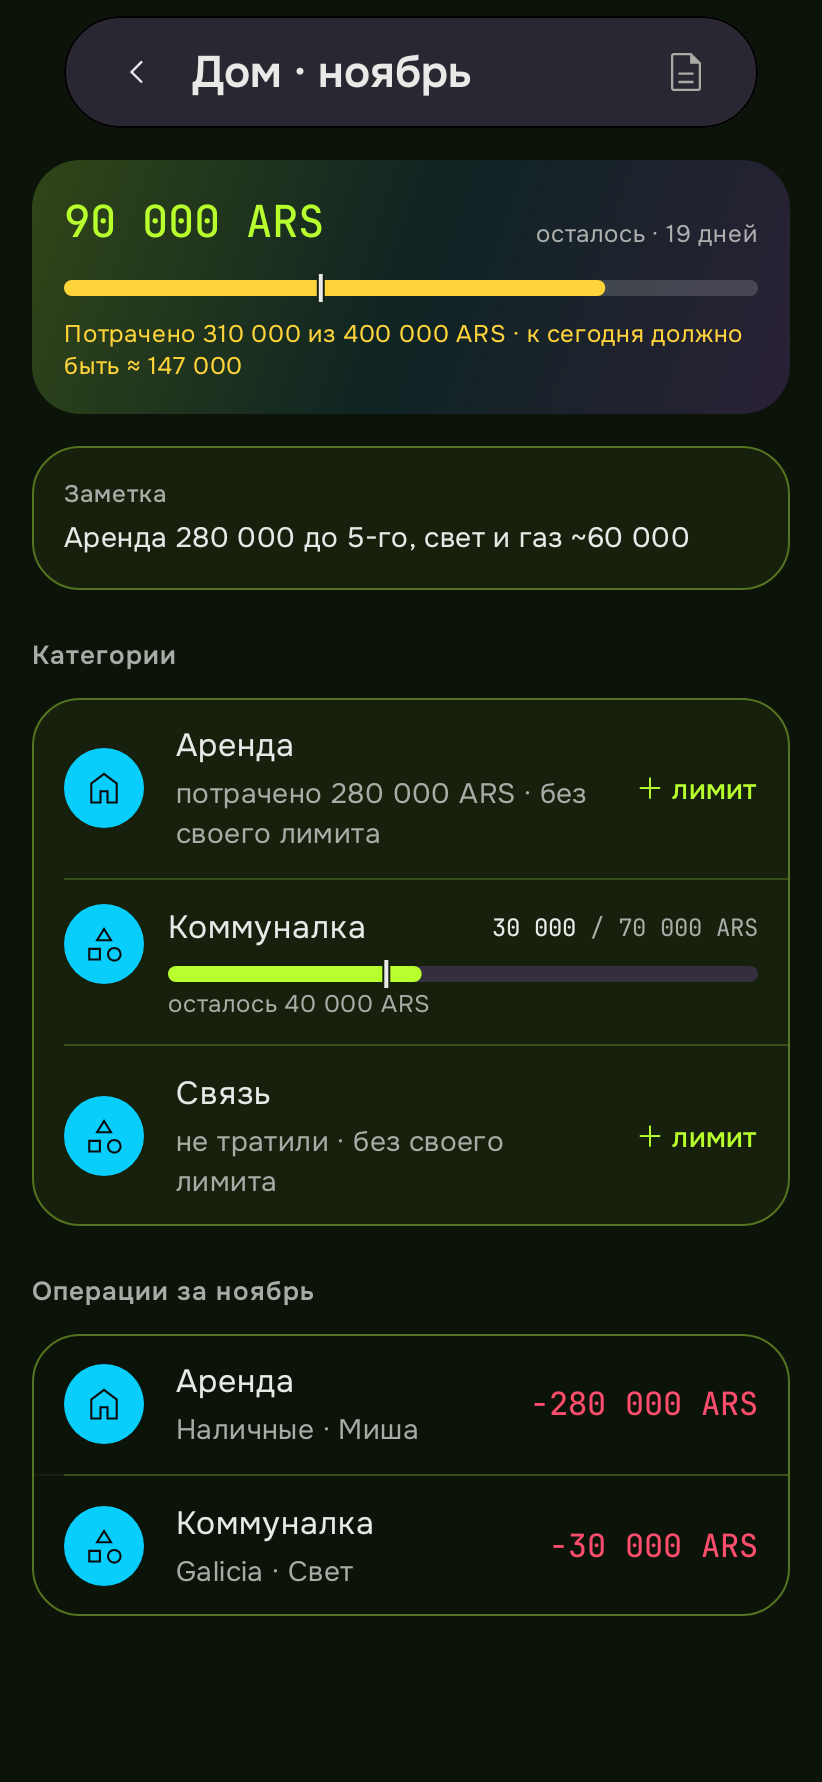 Дом · ноябрь
90 000 ARS
осталось · 19 дней
Потрачено 310 000 из 400 000 ARS · к сегодня должно
быть ≈ 147 000
Заметка
Аренда 280 000 до 5-го, свет и газ ~60 000
Категории
Аренда
потрачено 280 000 ARS · без
своего лимита
+ лимит
Коммуналка
30 000 / 70 000 ARS
осталось 40 000 ARS
Связь
не тратили · без своего
лимита
+ лимит
Операции за ноябрь
Аренда
Наличные · Миша
-280 000 ARS
Коммуналка
Galicia · Свет
-30 000 ARS